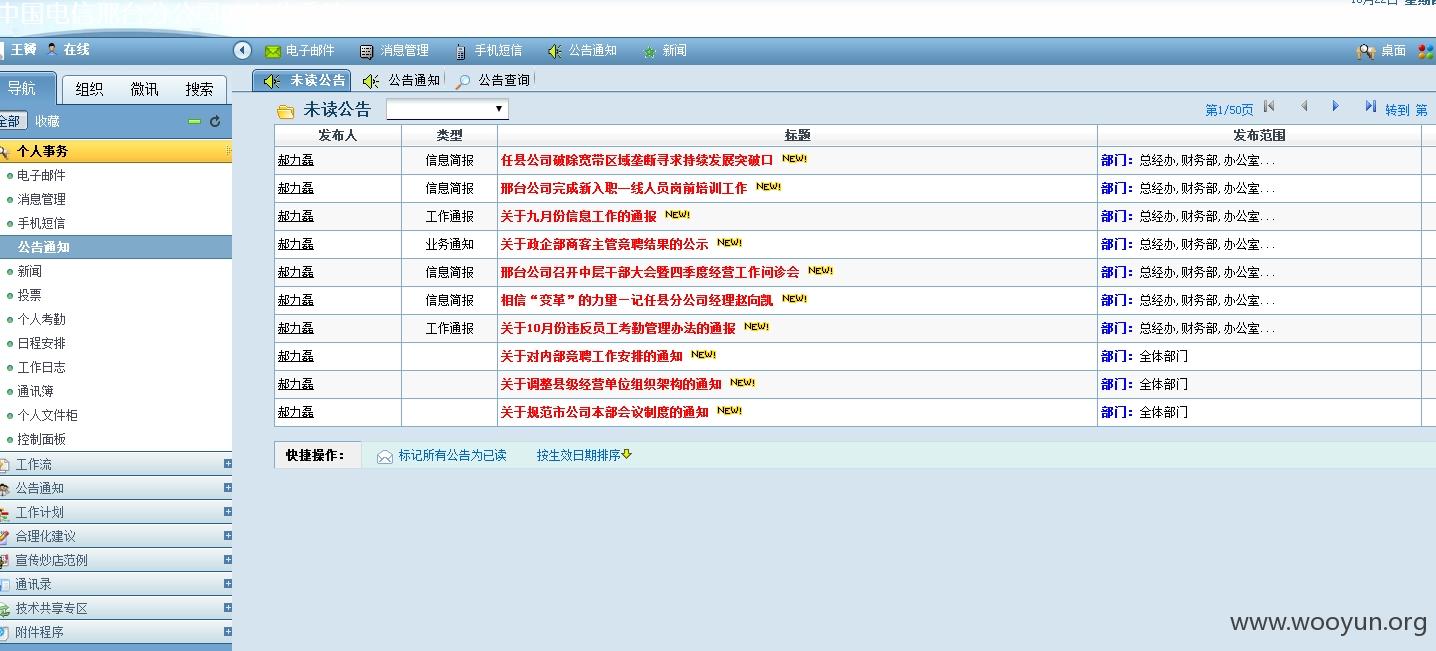 中国电信邢台分公司
10月22日 星期
王 在线
电子邮件 消息管理 手机短信 公告通知 新闻 桌面
导航 组织 微讯 搜索
未读公告 公告通知 公告查询
全部 收藏
未读公告
第1/50页 转到 第
发布人 类型 标题 发布范围
郝力磊 信息简报 任县公司破除宽带区域垄断寻求持续发展突破口 NEW! 部门：总经办,财务部,办公室...
郝力磊 信息简报 邢台公司完成新入职一线人员岗前培训工作 NEW! 部门：总经办,财务部,办公室...
郝力磊 工作通报 关于九月份信息工作的通报 NEW! 部门：总经办,财务部,办公室...
郝力磊 业务通知 关于政企部商客主管竞聘结果的公示 NEW! 部门：总经办,财务部,办公室...
郝力磊 信息简报 邢台公司召开中层干部大会暨四季度经营工作问诊会 NEW! 部门：总经办,财务部,办公室...
郝力磊 信息简报 相信“变革”的力量一记任县分公司经理赵向凯 NEW! 部门：总经办,财务部,办公室...
郝力磊 工作通报 关于10月份违反员工考勤管理办法的通报 NEW! 部门：总经办,财务部,办公室...
郝力磊 关于对内部竞聘工作安排的通知 NEW! 部门：全体部门
郝力磊 关于调整县级经营单位组织架构的通知 NEW! 部门：全体部门
郝力磊 关于规范市公司本部会议制度的通知 NEW! 部门：全体部门
快捷操作： 标记所有公告为已读 按生效日期排序
个人事务
电子邮件
消息管理
手机短信
公告通知
新闻
投票
个人考勤
日程安排
工作日志
通讯簿
个人文件柜
控制面板
工作流
公告通知
工作计划
合理化建议
宣传炒店范例
通讯录
技术共享专区
附件程序
www.wooyun.org